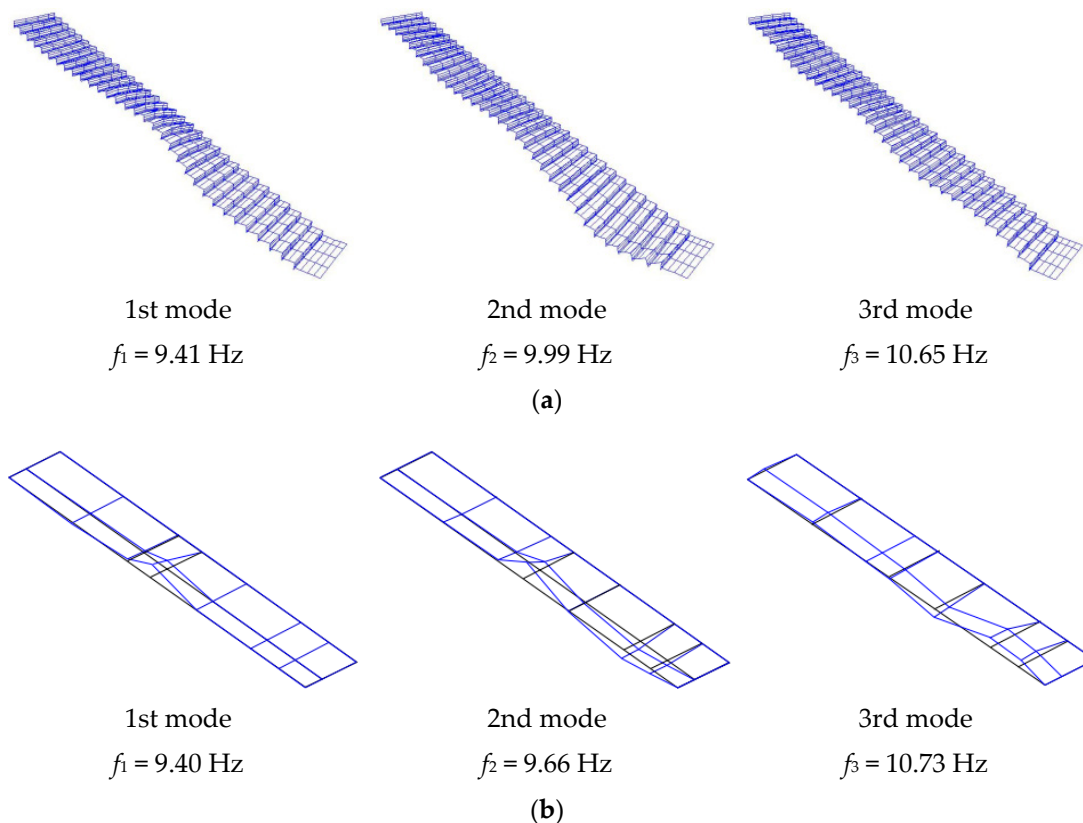 1st mode 2nd mode 3rd mode
f₁ = 9.41 Hz f₂ = 9.99 Hz f₃ = 10.65 Hz
(a)
1st mode 2nd mode 3rd mode
f₁ = 9.40 Hz f₂ = 9.66 Hz f₃ = 10.73 Hz
(b)